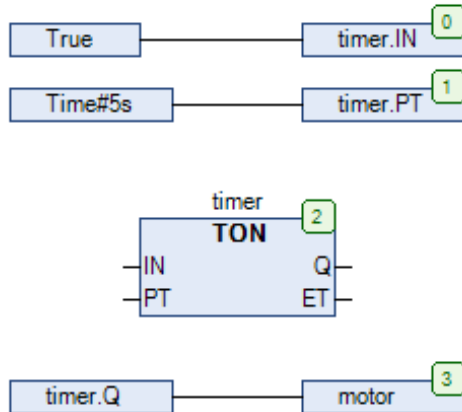 0
True timer.IN
1
Time#5s timer.PT
timer
2
TON
IN Q
PT ET
3
timer.Q motor